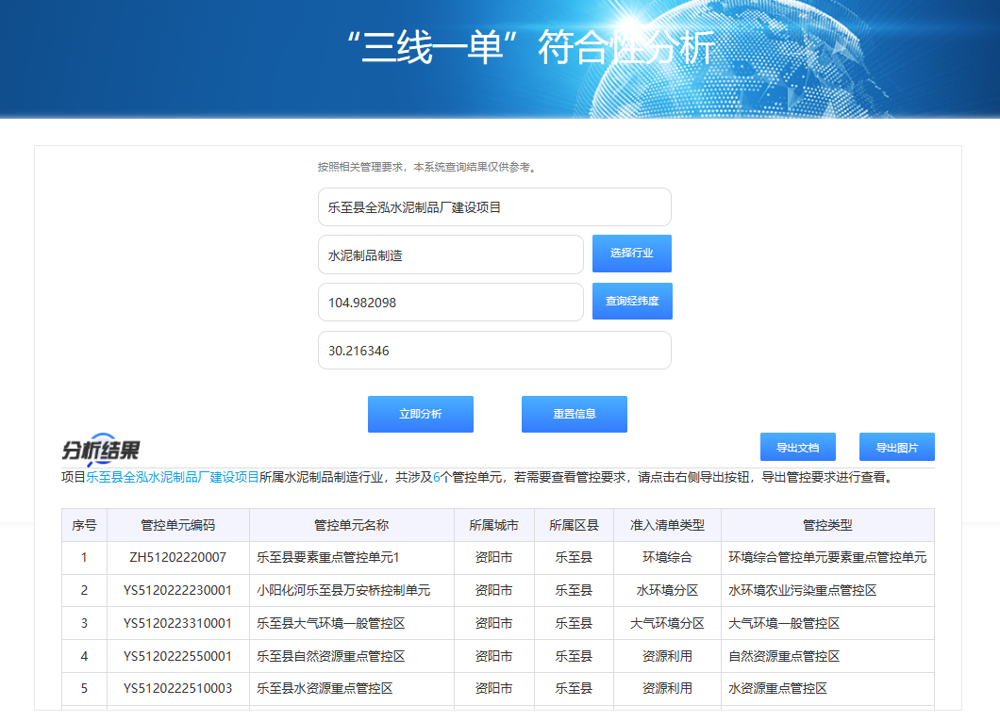 “三线一单”符合性分析
按照相关管理要求，本系统查询结果仅供参考。
乐至县全泓水泥制品厂建设项目
水泥制品制造 选择行业
104.982098 查询经纬度
30.216346
立即分析 重置信息
分析结果 导出文档 导出图片
项目乐至县全泓水泥制品厂建设项目所属水泥制品制造行业，共涉及6个管控单元，若需要查看管控要求，请点击右侧导出按钮，导出管控要求进行查看。
序号 管控单元编码 管控单元名称 所属城市 所属区县 准入清单类型 管控类型
1 ZH51202220007 乐至县要素重点管控单元1 资阳市 乐至县 环境综合 环境综合管控单元要素重点管控单元
2 YS5120222230001 小阳化河乐至县万安桥控制单元 资阳市 乐至县 水环境分区 水环境农业污染重点管控区
3 YS5120223310001 乐至县大气环境一般管控区 资阳市 乐至县 大气环境分区 大气环境一般管控区
4 YS5120222550001 乐至县自然资源重点管控区 资阳市 乐至县 资源利用 自然资源重点管控区
5 YS5120222510003 乐至县水资源重点管控区 资阳市 乐至县 资源利用 水资源重点管控区